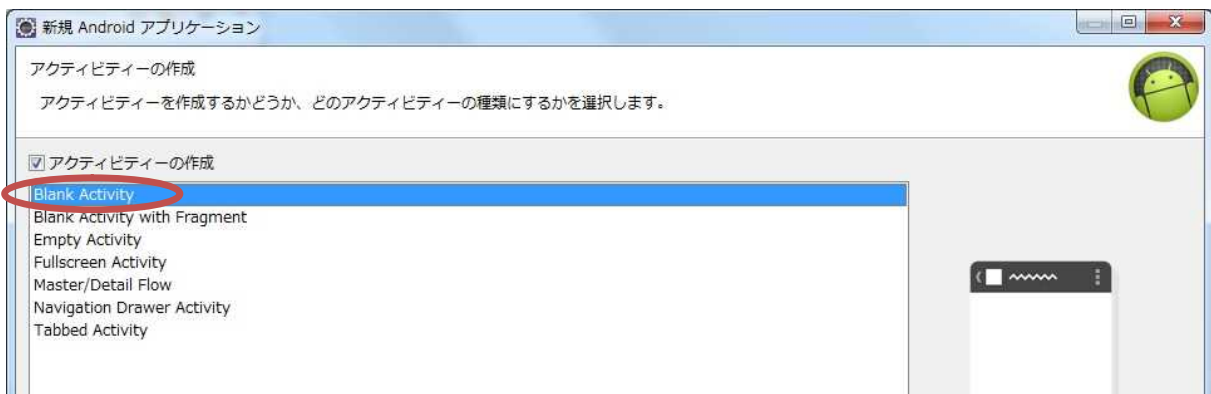 新規 Android アプリケーション
アクティビティーの作成
アクティビティーを作成するかどうか、どのアクティビティーの種類にするかを選択します。
アクティビティーの作成
Blank Activity
Blank Activity with Fragment
Empty Activity
Fullscreen Activity
Master/Detail Flow
Navigation Drawer Activity
Tabbed Activity